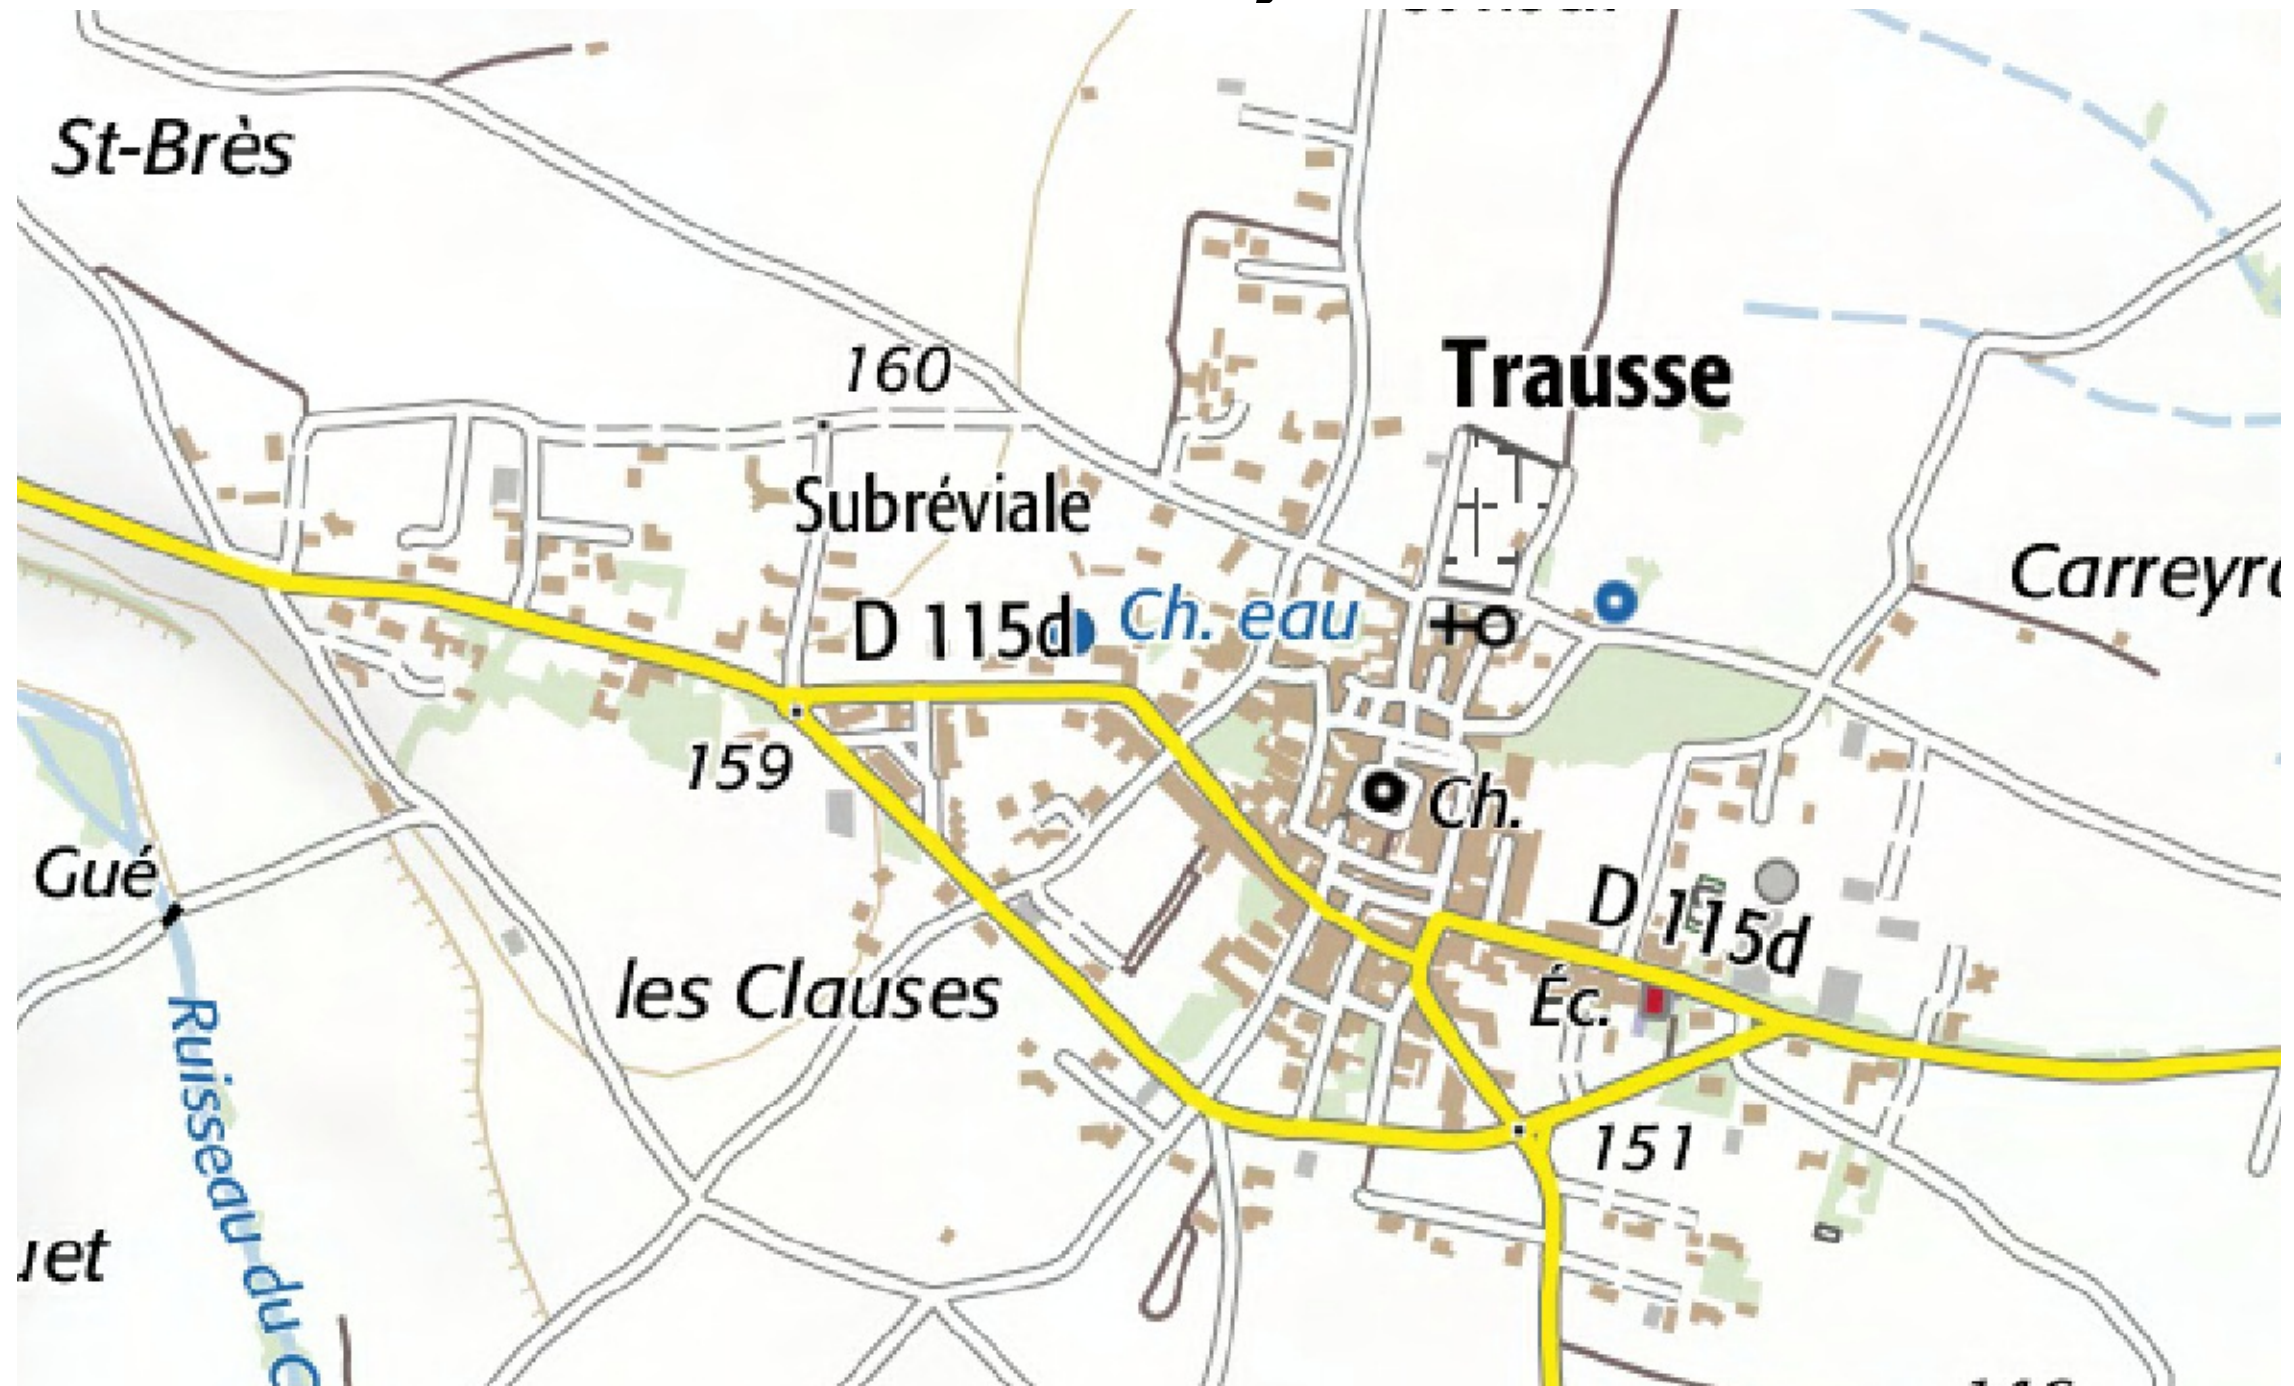 St-Brès
160
Trausse
Subréviale
Carreyro
D 115d
Ch. eau
159
Ch.
Gué
D 115d
les Clauses
Éc.
Ruisseau du C
151
uet